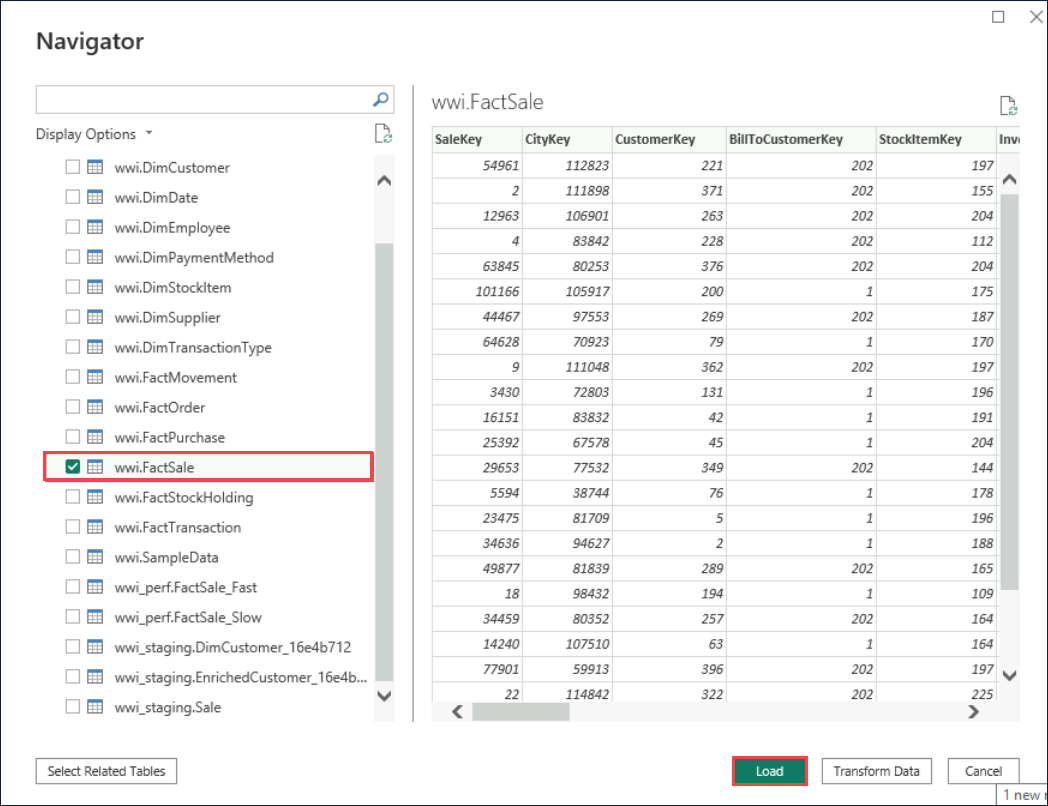 Navigator
Display Options
wwi.DimCustomer
wwi.DimDate
wwi.DimEmployee
wwi.DimPaymentMethod
wwi.DimStockItem
wwi.DimSupplier
wwi.DimTransactionType
wwi.FactMovement
wwi.FactOrder
wwi.FactPurchase
wwi.FactSale
wwi.FactStockHolding
wwi.FactTransaction
wwi.SampleData
wwi_perf.FactSale_Fast
wwi_perf.FactSale_Slow
wwi_staging.DimCustomer_16e4b712
wwi_staging.EnrichedCustomer_16e4b...
wwi_staging.Sale
wwi.FactSale
SaleKey CityKey CustomerKey BillToCustomerKey StockItemKey Inv
54961 112823 221 202 197
2 111898 371 202 155
12963 106901 263 202 204
4 83842 228 202 112
63845 80253 376 202 204
101166 105917 200 1 175
44467 97553 269 202 187
64628 70923 79 1 170
9 111048 362 202 197
3430 72803 131 1 196
16151 83832 42 1 191
25392 67578 45 1 204
29653 77532 349 202 144
5594 38744 76 1 178
23475 81709 5 1 196
34636 94627 2 1 188
49877 81839 289 202 165
18 98432 194 1 109
34459 80352 257 202 164
14240 107510 63 1 164
77901 59913 396 202 197
22 114842 322 202 225
Select Related Tables Load Transform Data Cancel
1 new